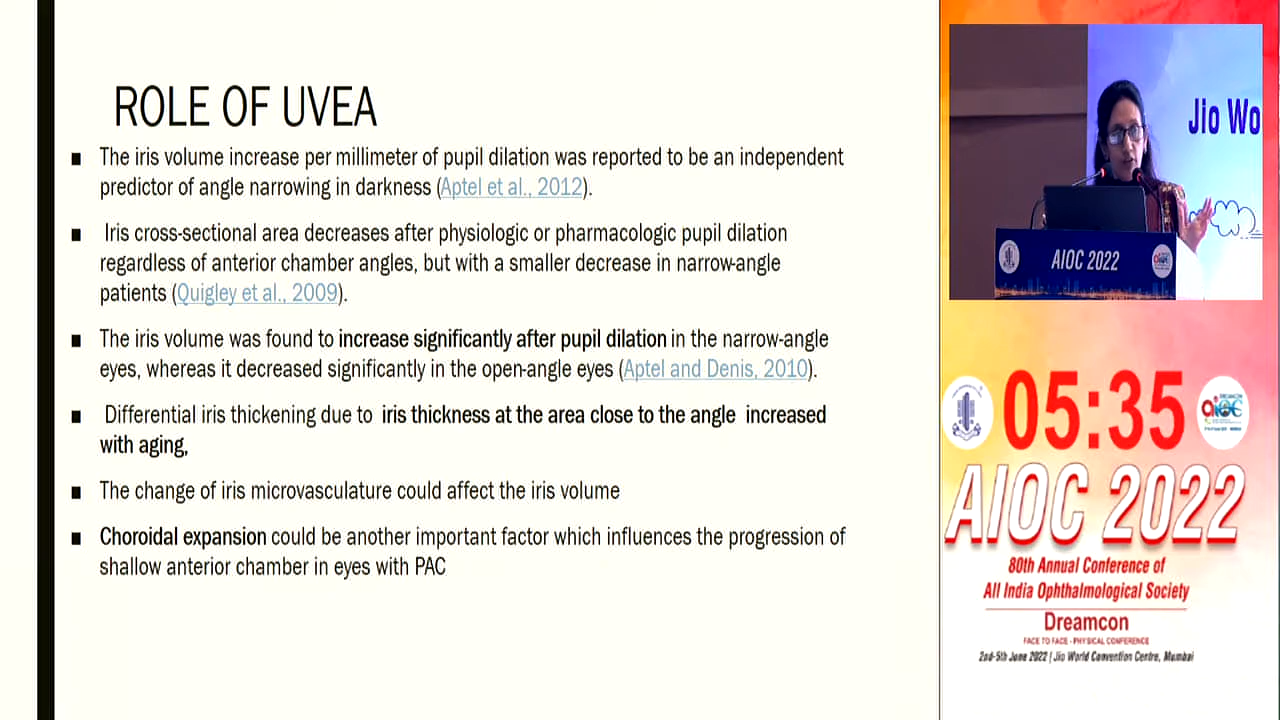 ROLE OF UVEA
■ The iris volume increase per millimeter of pupil dilation was reported to be an independent
predictor of angle narrowing in darkness (Aptel et al., 2012).
■ Iris cross-sectional area decreases after physiologic or pharmacologic pupil dilation
regardless of anterior chamber angles, but with a smaller decrease in narrow-angle
patients (Quigley et al., 2009).
■ The iris volume was found to increase significantly after pupil dilation in the narrow-angle
eyes, whereas it decreased significantly in the open-angle eyes (Aptel and Denis, 2010).
■ Differential iris thickening due to iris thickness at the area close to the angle increased
with aging,
■ The change of iris microvasculature could affect the iris volume
■ Choroidal expansion could be another important factor which influences the progression of
shallow anterior chamber in eyes with PAC
Jio Wo
AIOC 2022
05:35
AIOC 2022
80th Annual Conference of
All India Ophthalmological Society
Dreamcon
FACE TO FACE - PHYSICAL CONFERENCE
2nd-5th June 2022 | Jio World Convention Centre, Mumbai